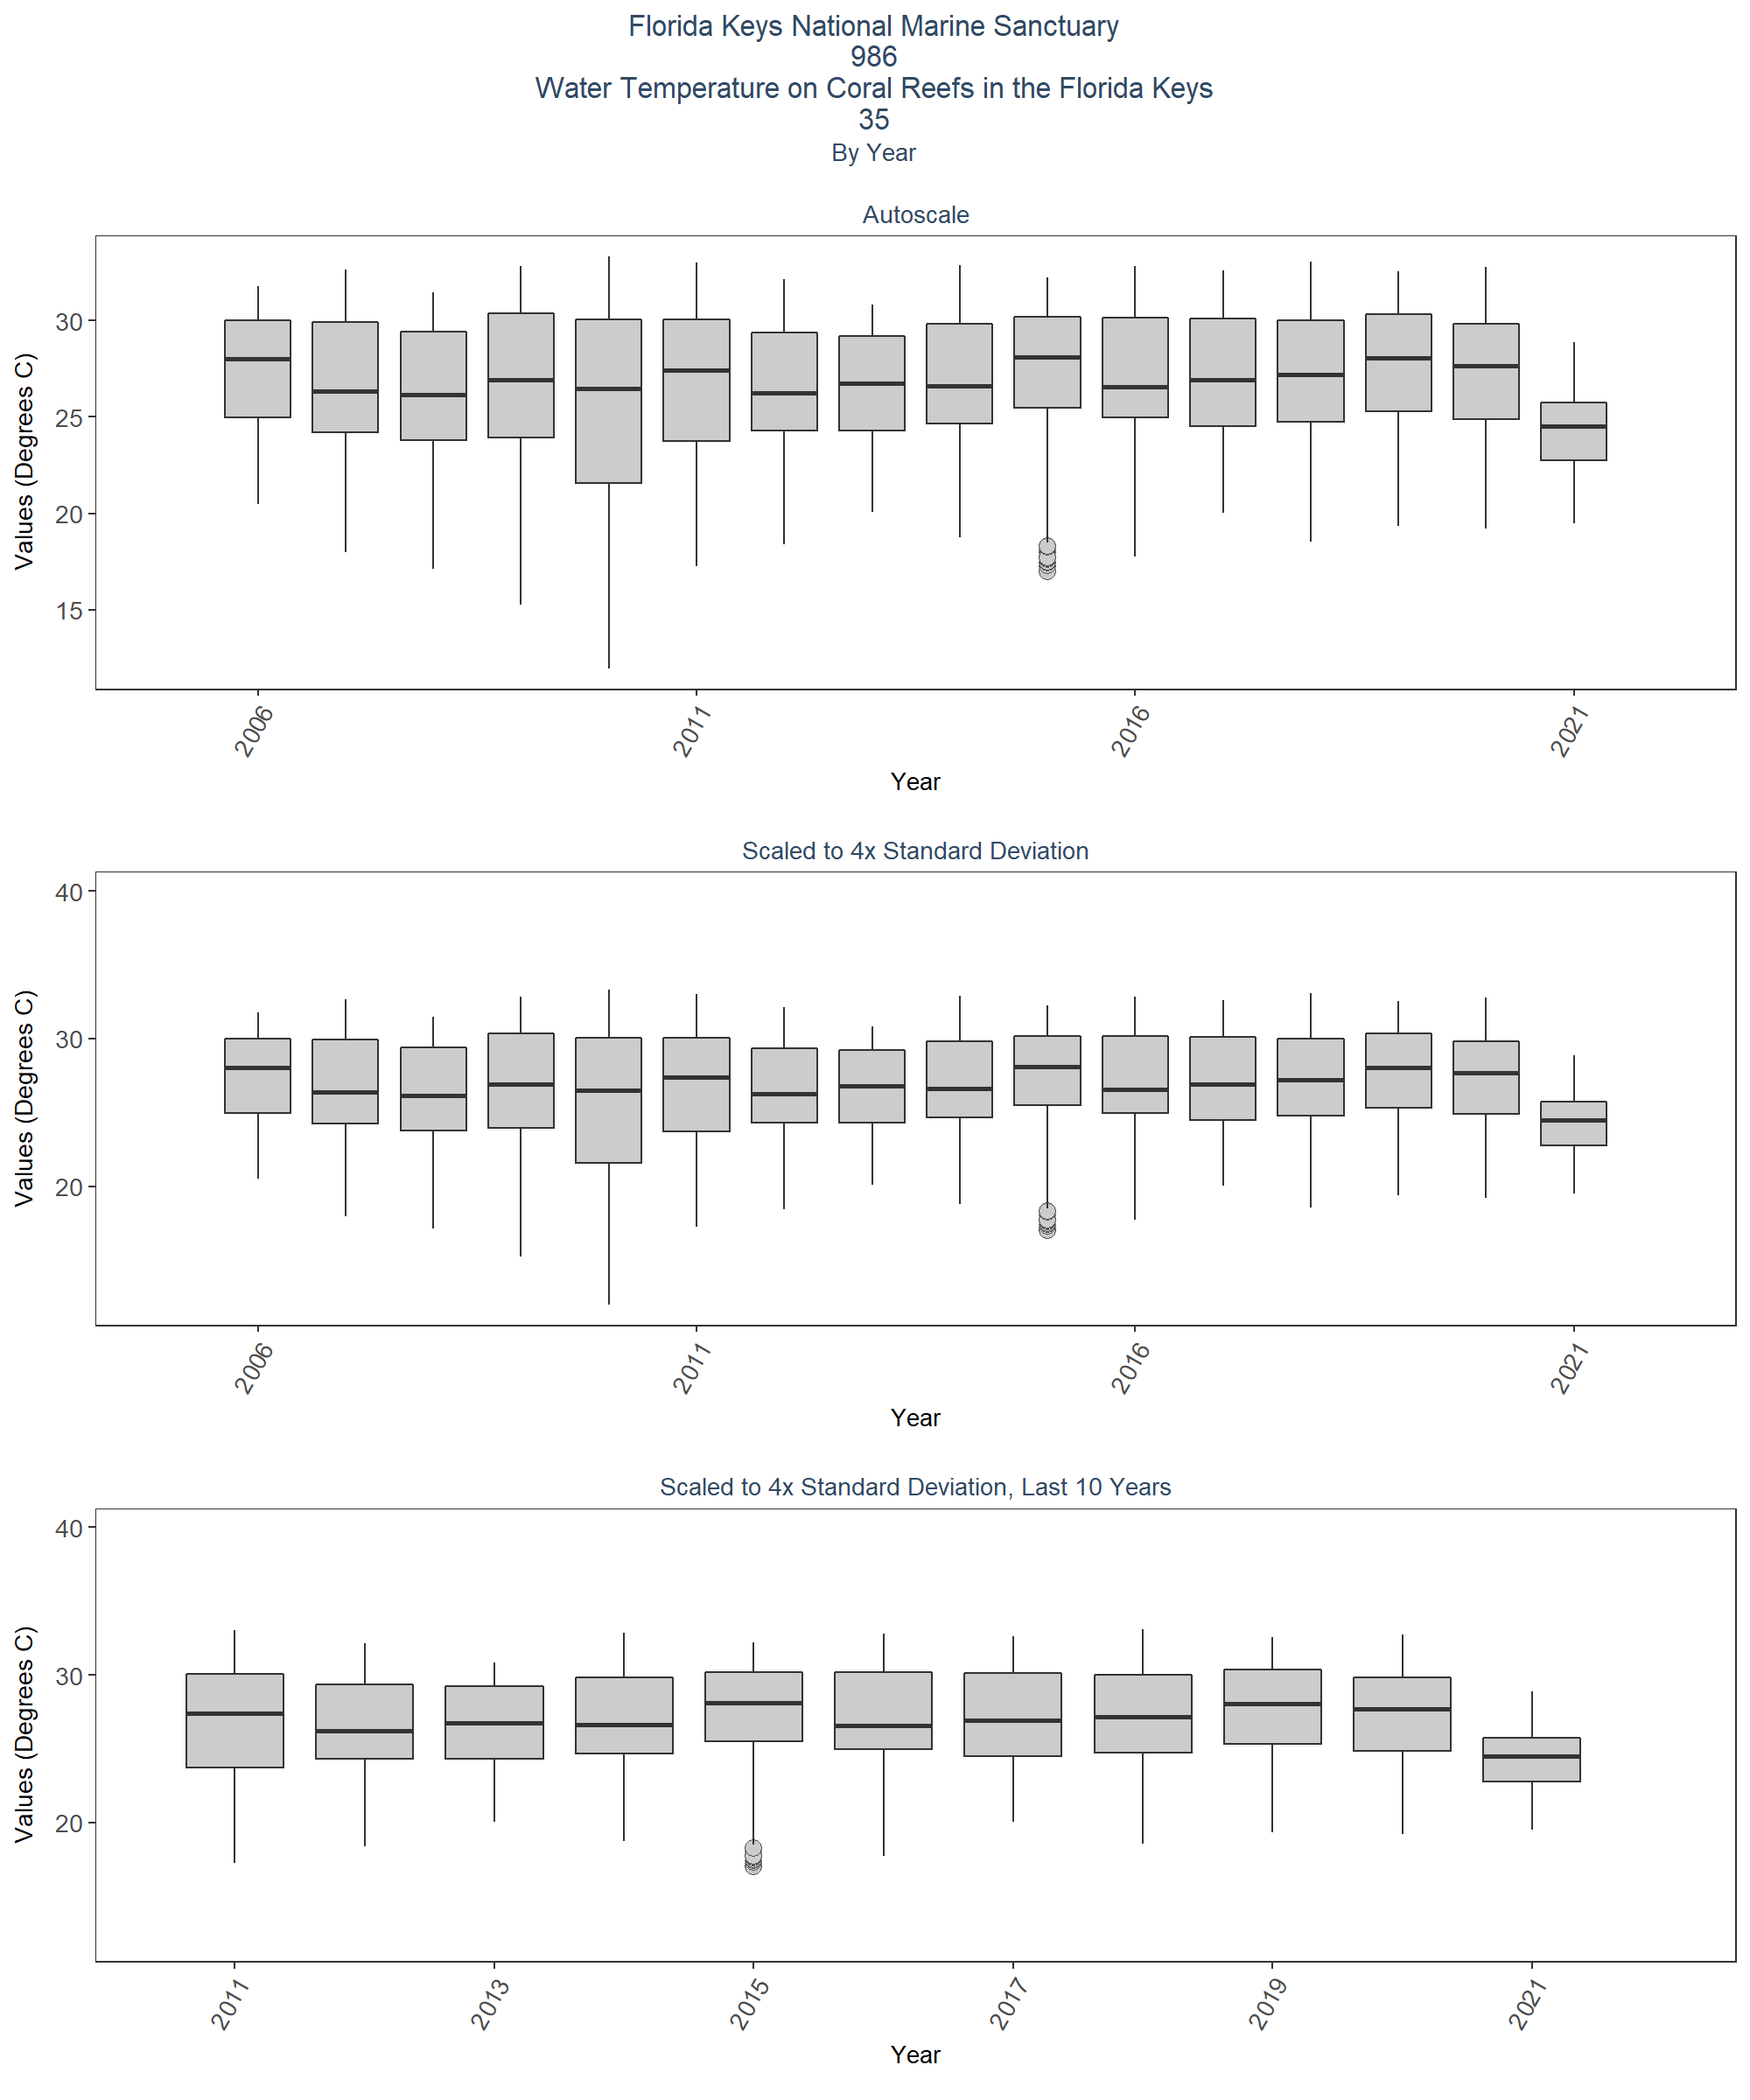 Florida Keys National Marine Sanctuary
986
Water Temperature on Coral Reefs in the Florida Keys
35
By Year
Autoscale
Values (Degrees C)
30
25
20
15
2006
2011
2016
2021
Year
Scaled to 4x Standard Deviation
Values (Degrees C)
40
30
20
2006
2011
2016
2021
Year
Scaled to 4x Standard Deviation, Last 10 Years
Values (Degrees C)
40
30
20
2011
2013
2015
2017
2019
2021
Year